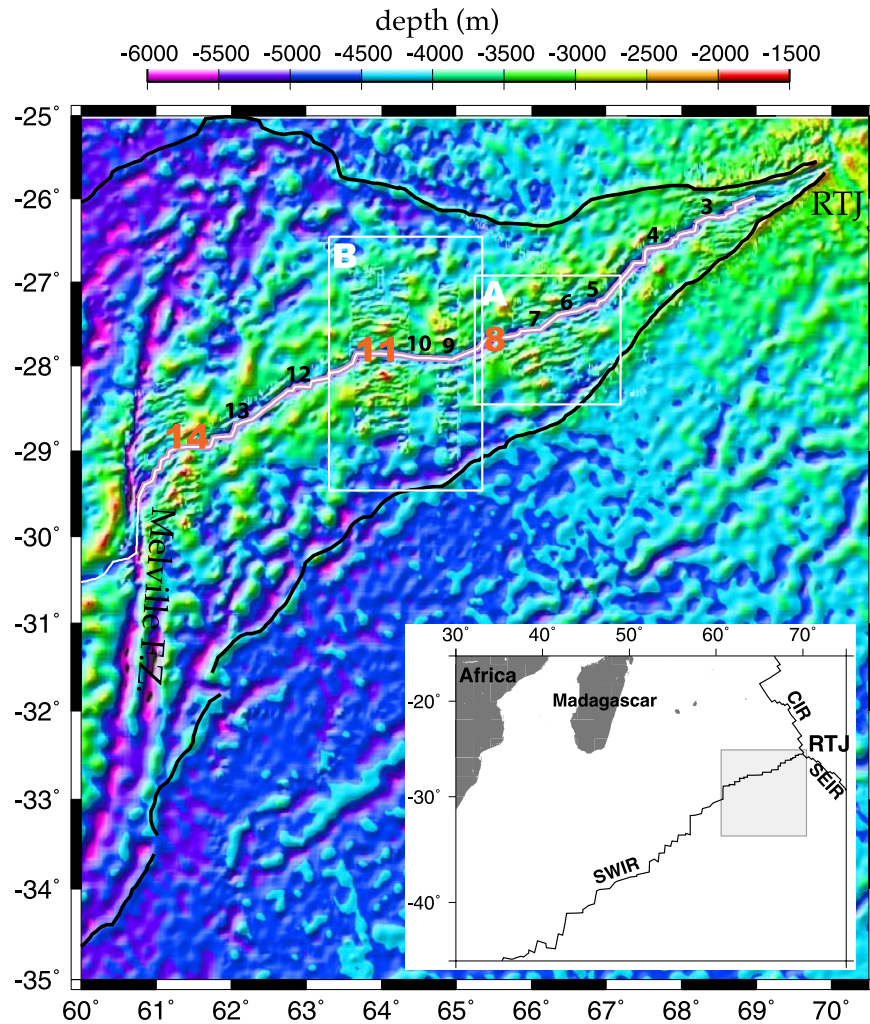 depth (m)
-6000 -5500 -5000 -4500 -4000 -3500 -3000 -2500 -2000 -1500
-25°
-26°
-27°
-28°
-29°
-30°
-31°
-32°
-33°
-34°
-35°
60 61 62 63 64 65 66 67 68 69 70
RTJ
3
4
B
A
5
6
7
8
9
10
11
12
13
14
Melville F.Z.
30° 40° 50° 60° 70°
-20°
-30°
-40°
Africa
Madagascar
CIR
RTJ
SEIR
SWIR